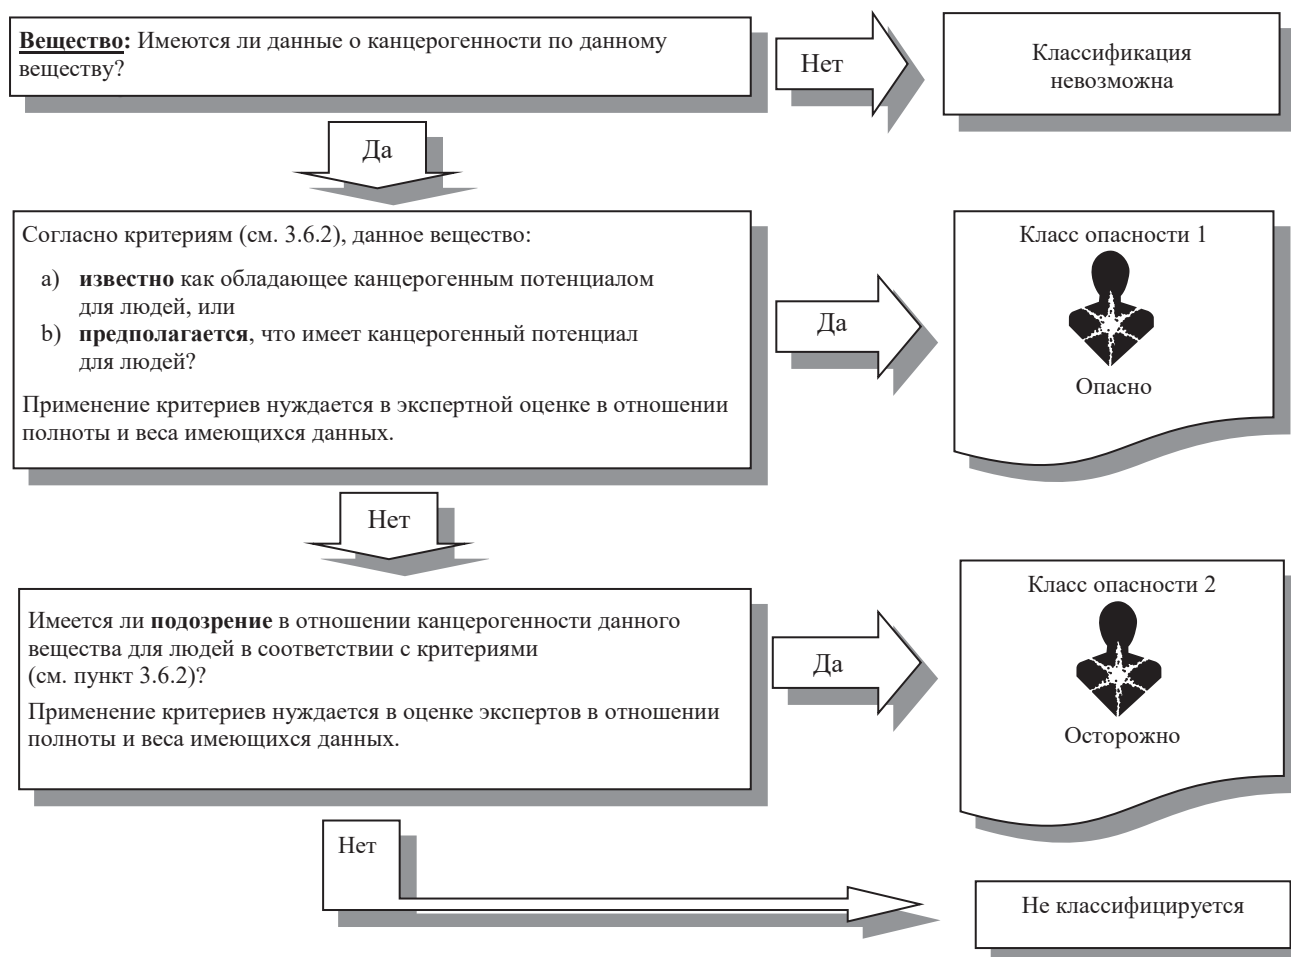 Вещество: Имеются ли данные о канцерогенности по данному
веществу?
Нет
Классификация
невозможна
Да
Согласно критериям (см. 3.6.2), данное вещество:
a) известно как обладающее канцерогенным потенциалом
для людей, или
b) предполагается, что имеет канцерогенный потенциал
для людей?
Применение критериев нуждается в экспертной оценке в отношении
полноты и веса имеющихся данных.
Да
Класс опасности 1
Опасно
Нет
Имеется ли подозрение в отношении канцерогенности данного
вещества для людей в соответствии с критериями
(см. пункт 3.6.2)?
Применение критериев нуждается в оценке экспертов в отношении
полноты и веса имеющихся данных.
Да
Класс опасности 2
Осторожно
Нет
Не классифицируется